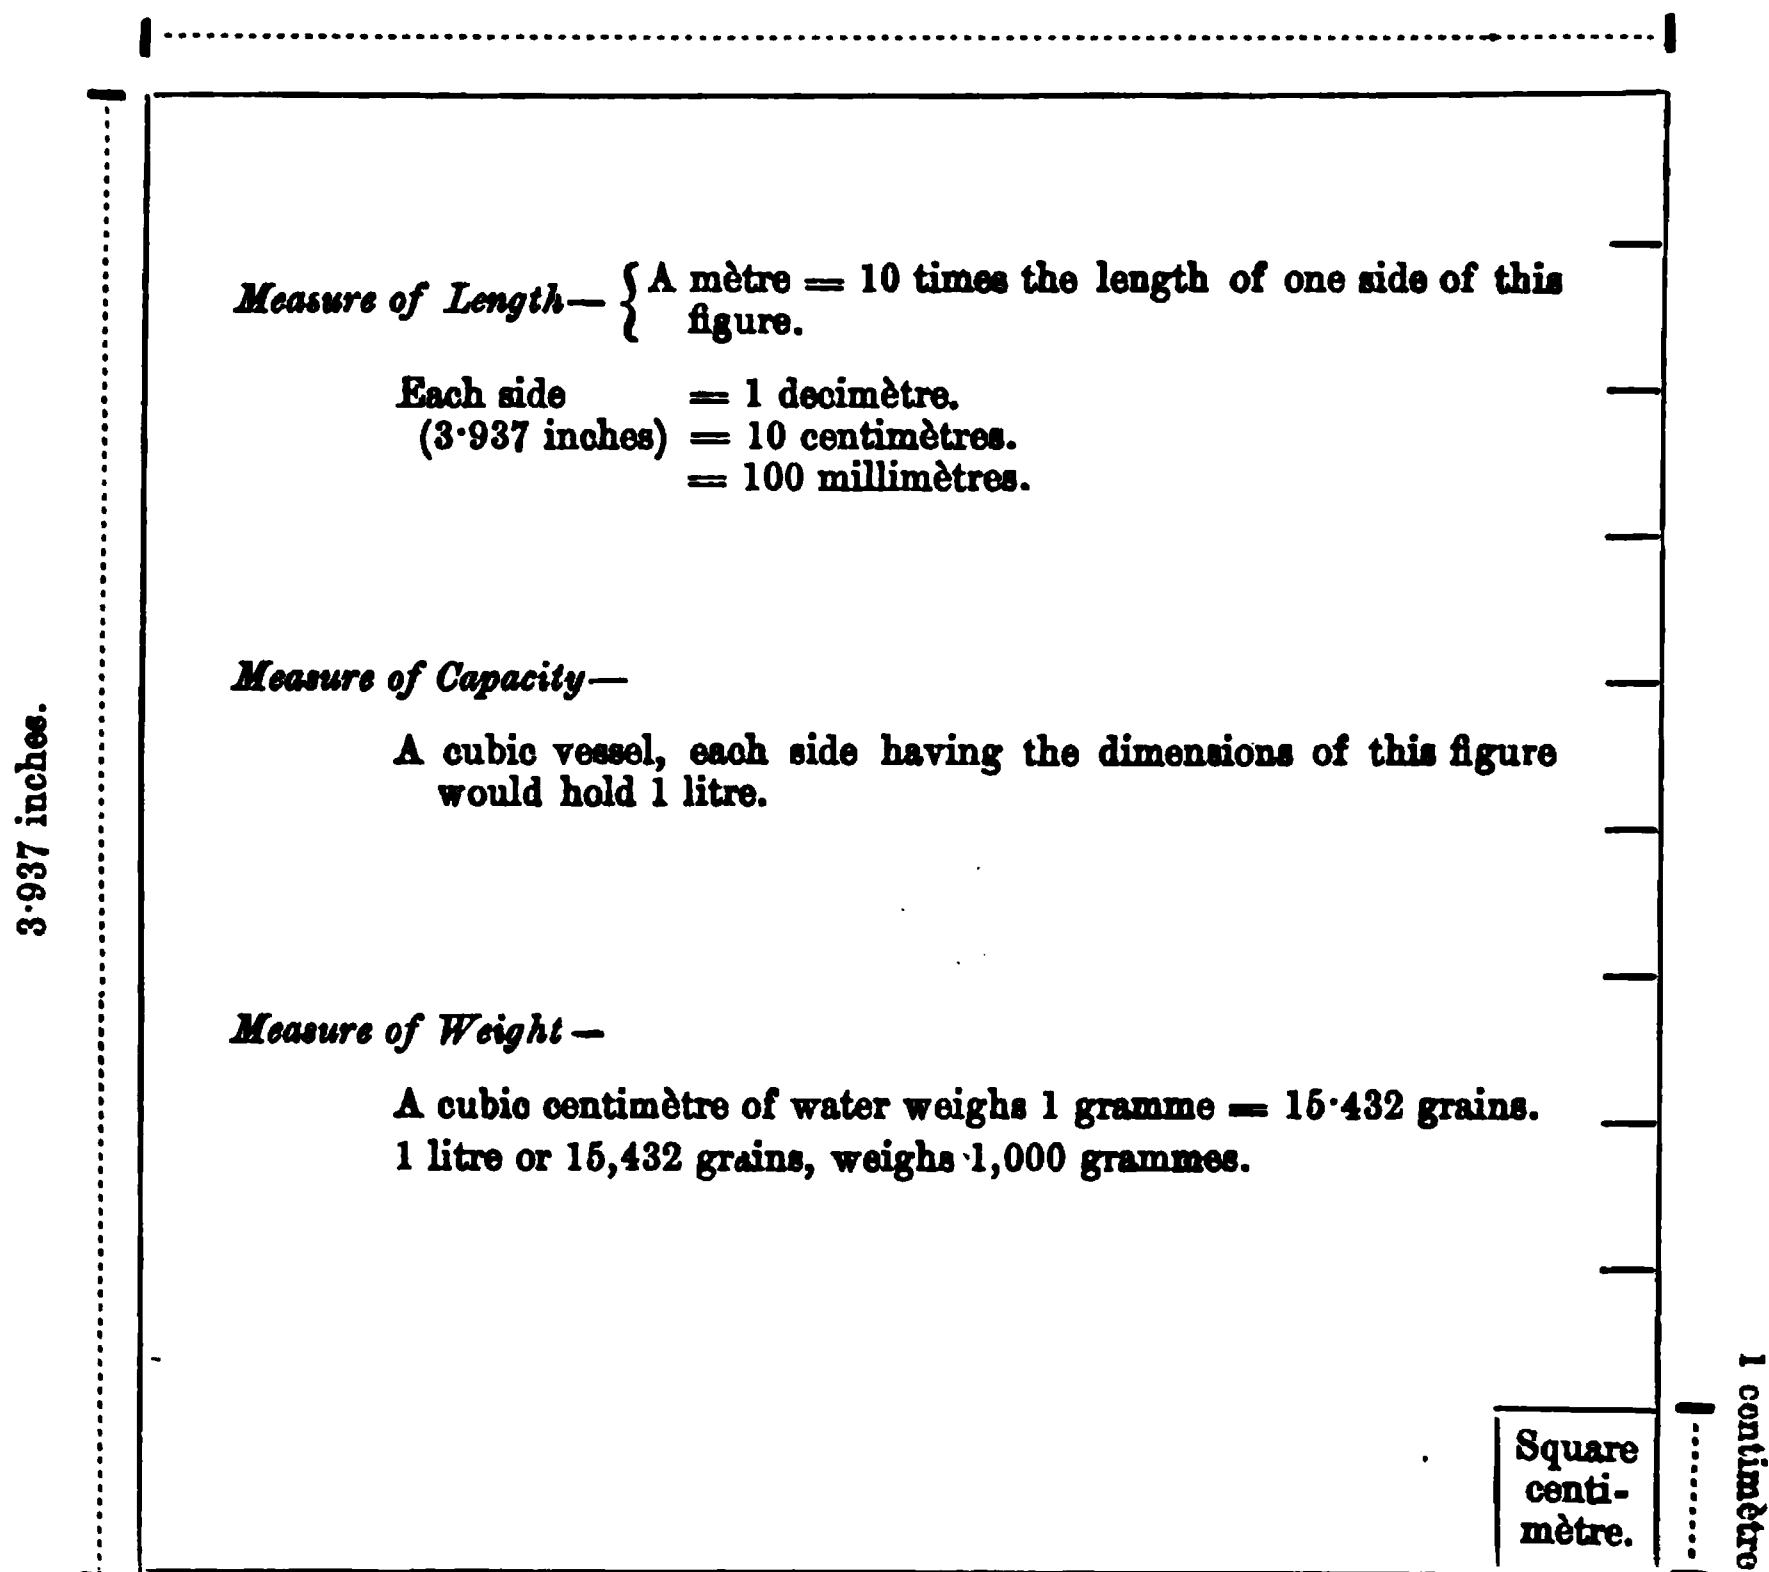 3·937 inches.
Measure of Length— { A mètre = 10 times the length of one side of this
figure.
Each side = 1 decimètre.
(3·937 inches) = 10 centimètres.
= 100 millimètres.
Measure of Capacity—
A cubic vessel, each side having the dimensions of this figure
would hold 1 litre.
Measure of Weight—
A cubic centimètre of water weighs 1 gramme = 15·432 grains.
1 litre or 15,432 grains, weighs 1,000 grammes.
Square
centi-
mètre.
1 centimètre